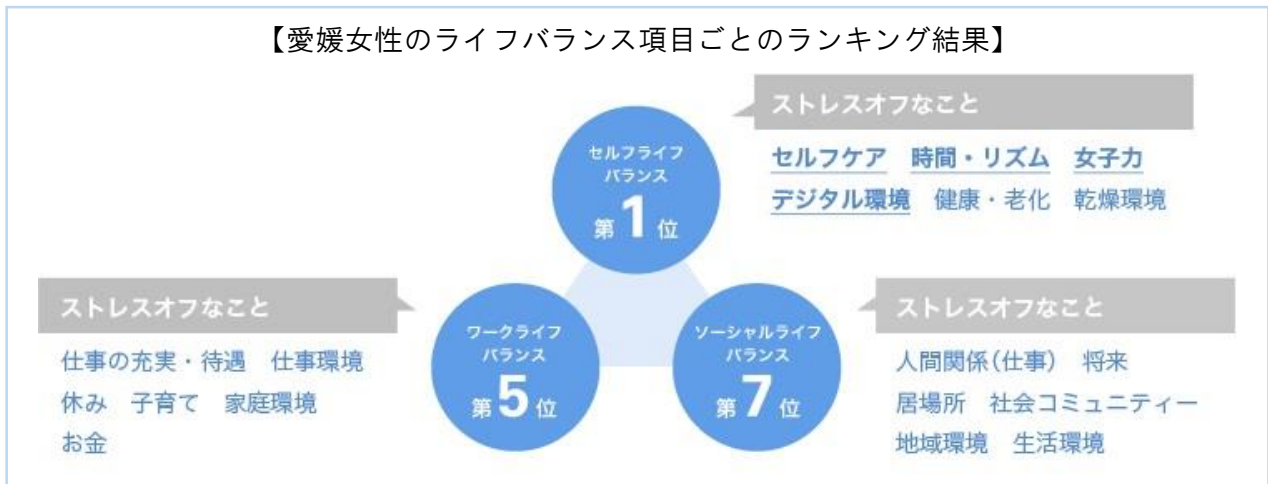 【愛媛女性のライフバランス項目ごとのランキング結果】
ストレスオフなこと
セルフケア 時間・リズム 女子力
デジタル環境 健康・老化 乾燥環境
セルフライフ
バランス
第1位
ストレスオフなこと
仕事の充実・待遇 仕事環境
休み 子育て 家庭環境
お金
ワークライフ
バランス
第5位
ソーシャルライフ
バランス
第7位
ストレスオフなこと
人間関係(仕事) 将来
居場所 社会コミュニティー
地域環境 生活環境